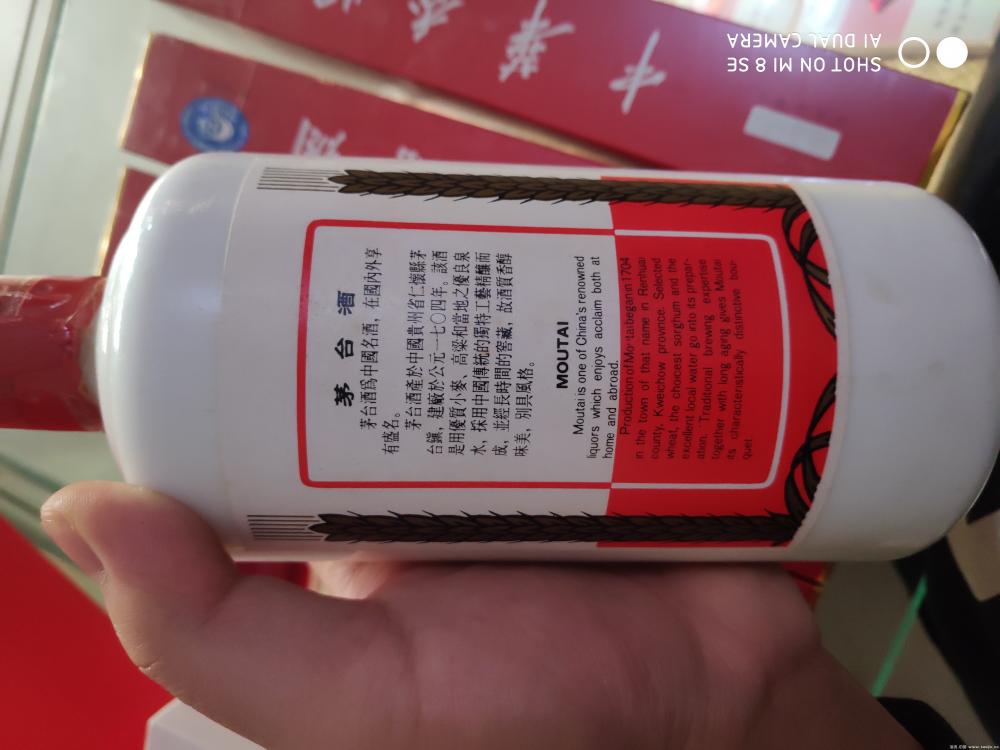 茅台酒
茅台酒爲中國名酒，在國内外享
有盛名。
茅台酒產於中國貴州省仁懷縣茅
台鎭，建廠於公元一七〇四年。該酒
是用優質小麥、高粱和當地之優良泉
水，採用中國傳統的獨特工藝精釀而
成，並經長時間的窖藏，故酒質香醇
味美，別具風格。
MOUTAI
Moutai is one of China's renowned
liquors which enjoys acclaim both at
home and abroad.
Production of Moutai began in 1704
in the town of that name in Renhuai
county, Kweichow province. Selected
wheat, the choicest sorghum and the
excellent local water go into its prepar-
ation. Traditional brewing expertise
together with long aging gives Moutai
its characteristically distinctive bou-
quet.
SHOT ON MI 8 SE
AI DUAL CAMERA